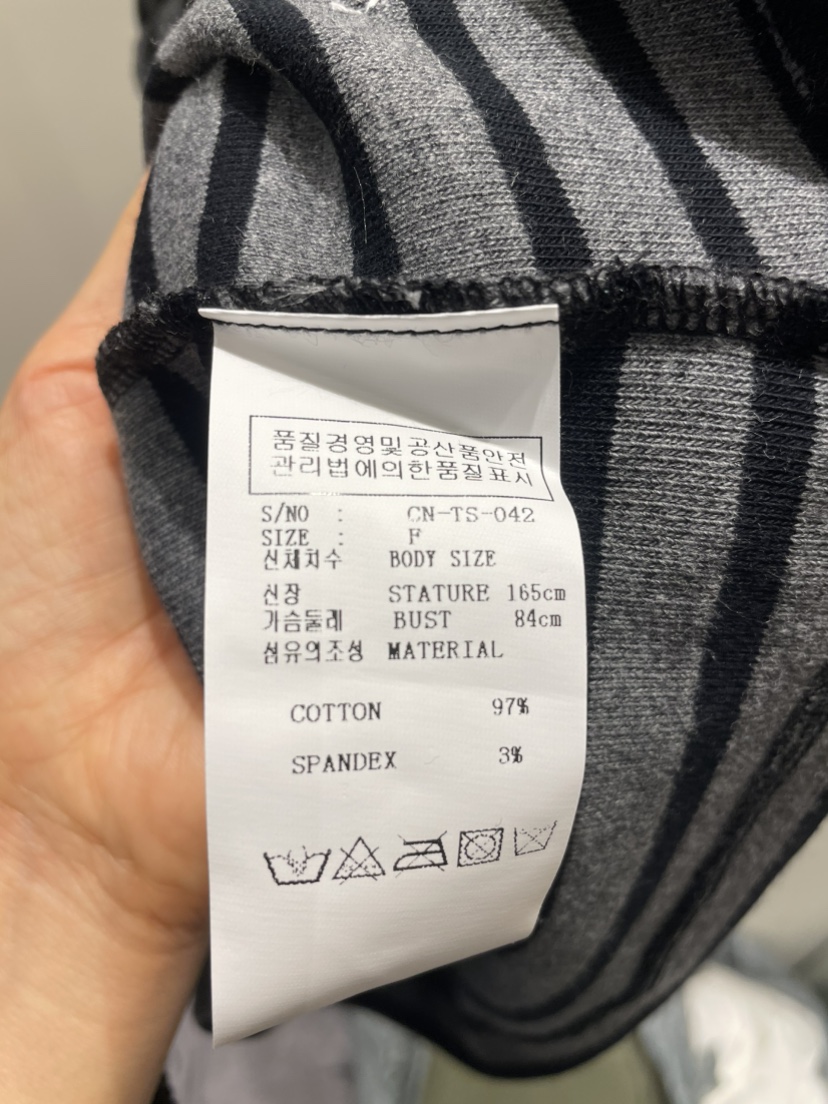 품질경영및공산품안전
관리법에의한품질표시
S/NO : CN-TS-042
SIZE : F
신체치수 BODY SIZE
신장 STATURE 165cm
가슴둘레 BUST 84cm
섬유의조성 MATERIAL
COTTON 97%
SPANDEX 3%